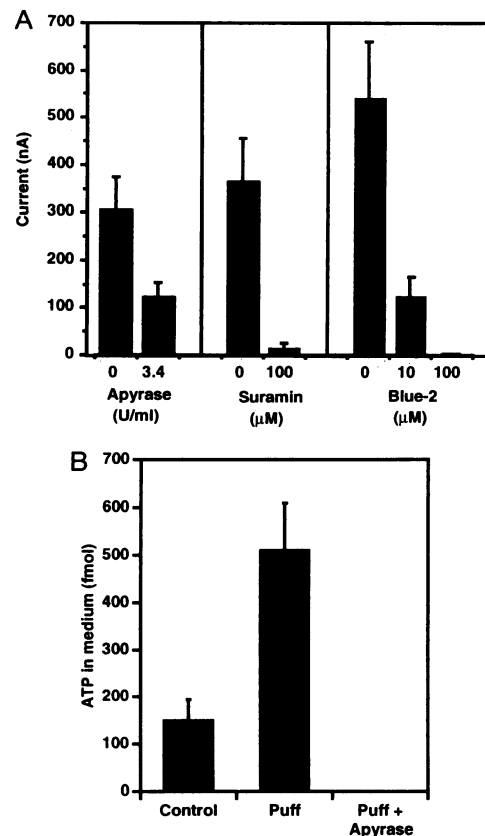 A
700
600
500
400
300
200
100
0
Current (nA)
0 3.4
Apyrase
(U/ml)
0 100
Suramin
(μM)
0 10 100
Blue-2
(μM)
B
700
600
500
400
300
200
100
0
ATP in medium (fmol)
Control Puff Puff +
Apyrase